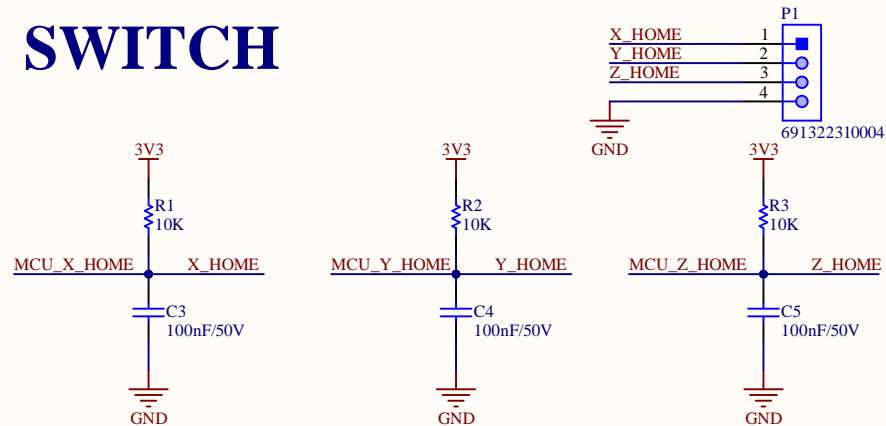 SWITCH
P1
X_HOME 1
Y_HOME 2
Z_HOME 3
4
GND
691322310004
3V3 3V3 3V3
R1 R2 R3
10K 10K 10K
MCU_X_HOME X_HOME MCU_Y_HOME Y_HOME MCU_Z_HOME Z_HOME
C3 C4 C5
100nF/50V 100nF/50V 100nF/50V
GND GND GND